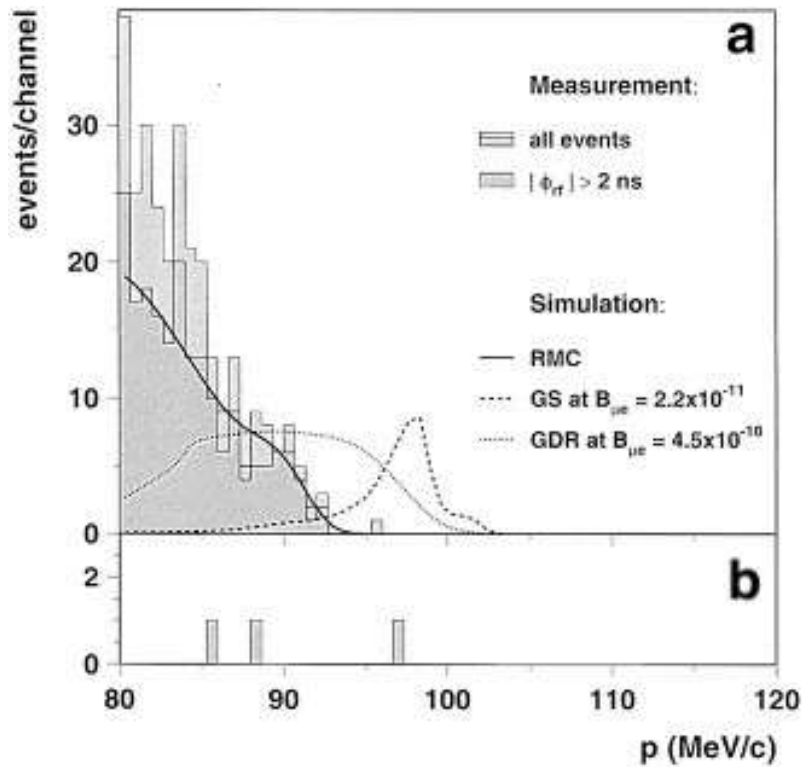 a
events/channel
30
20
10
0
Measurement:
all events
| ϕrf | > 2 ns
Simulation:
RMC
GS at Bμe = 2.2x10-11
GDR at Bμe = 4.5x10-10
b
2
0
80
90
100
110
120
p (MeV/c)